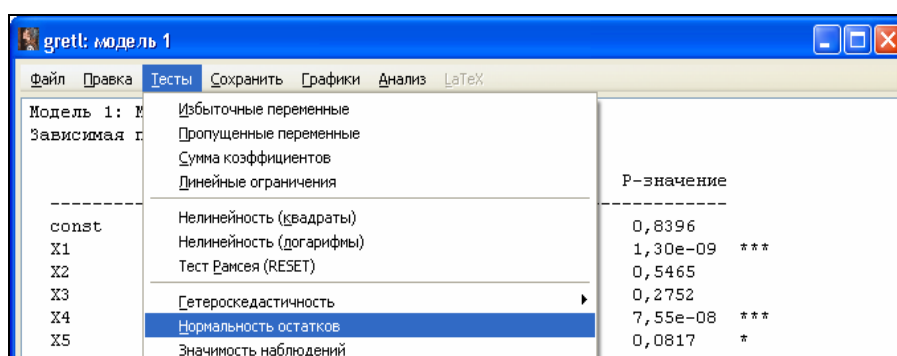 gretl: модель 1
Файл Правка Тесты Сохранить Графики Анализ LaTeX
Модель 1:
Зависимая
Избыточные переменные
Пропущенные переменные
Сумма коэффициентов
Линейные ограничения
Нелинейность (квадраты)
Нелинейность (логарифмы)
Тест Рамсея (RESET)
Гетероскедастичность
Нормальность остатков
Значимость наблюдений
P-значение
const 0,8396
X1 1,30e-09 ***
X2 0,5465
X3 0,2752
X4 7,55e-08 ***
X5 0,0817 *